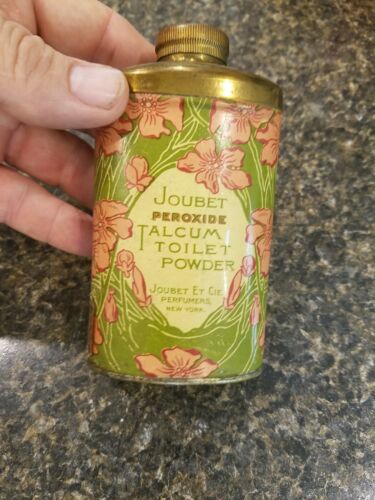 JOUBET
PEROXIDE
TALCUM
TOILET
POWDER
JOUBET ET CIE.
PERFUMERS,
NEW YORK.